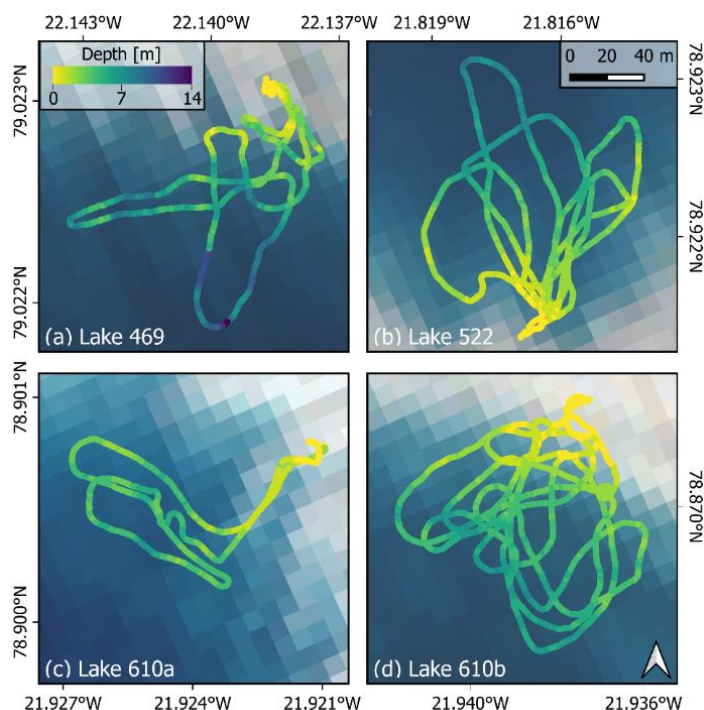 22.143°W 22.140°W 22.137°W 21.819°W 21.816°W
Depth [m]
0 7 14
0 20 40 m
79.023°N
79.022°N
78.923°N
78.922°N
(a) Lake 469
(b) Lake 522
78.901°N
78.900°N
78.870°N
(c) Lake 610a
(d) Lake 610b
21.927°W 21.924°W 21.921°W 21.940°W 21.936°W